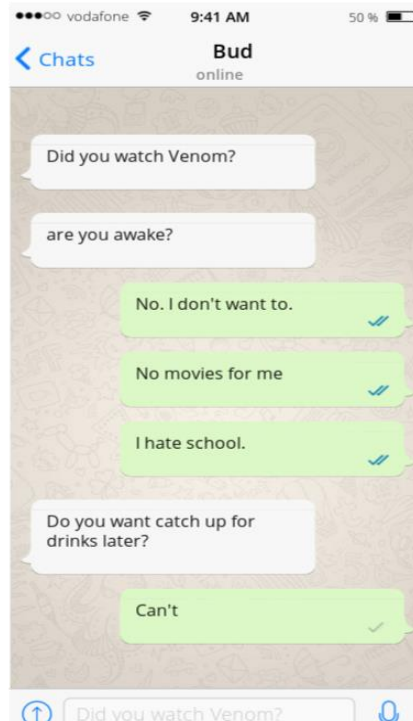 vodafone 9:41 AM 50 %
Chats Bud
online
Did you watch Venom?
are you awake?
No. I don't want to.
No movies for me
I hate school.
Do you want catch up for
drinks later?
Can't
Did you watch Venom?